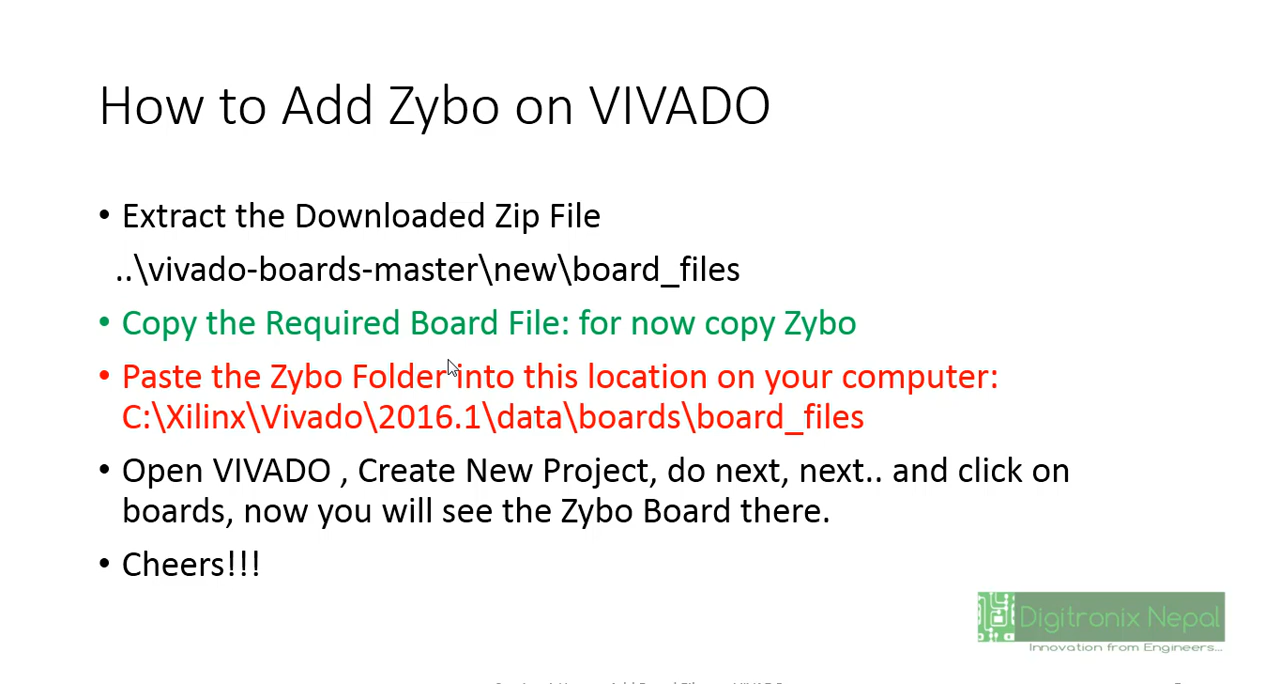 How to Add Zybo on VIVADO
• Extract the Downloaded Zip File
..\vivado-boards-master\new\board_files
• Copy the Required Board File: for now copy Zybo
• Paste the Zybo Folder into this location on your computer:
C:\Xilinx\Vivado\2016.1\data\boards\board_files
• Open VIVADO , Create New Project, do next, next.. and click on
boards, now you will see the Zybo Board there.
• Cheers!!!
Digitronix Nepal
Innovation from Engineers...